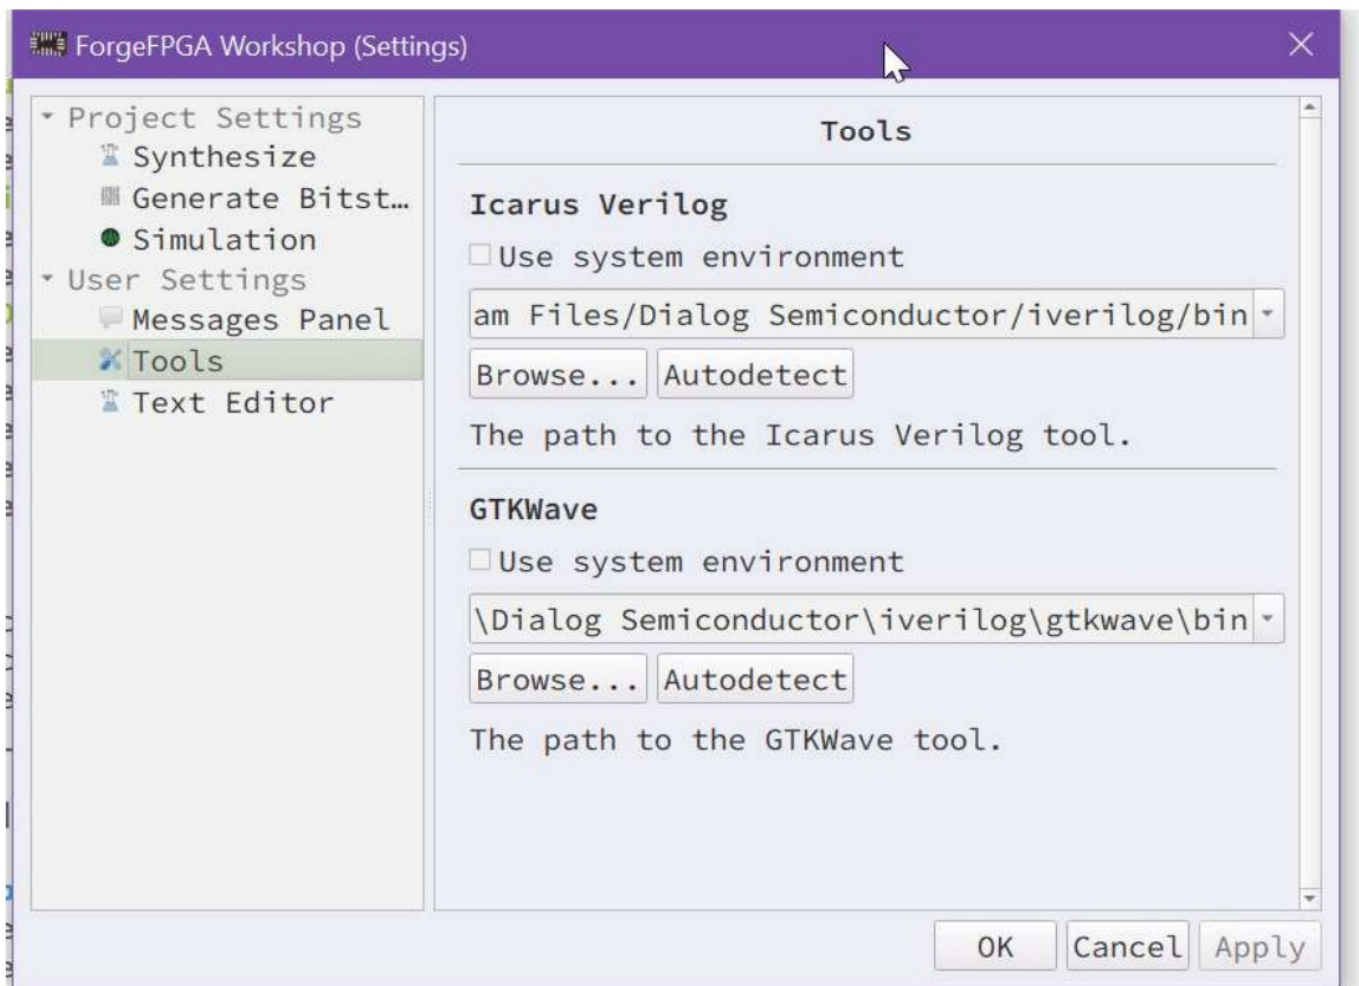 ForgeFPGA Workshop (Settings)
Project Settings
Synthesize
Generate Bitst…
Simulation
User Settings
Messages Panel
Tools
Text Editor
Tools
Icarus Verilog
Use system environment
am Files/Dialog Semiconductor/iverilog/bin
Browse... Autodetect
The path to the Icarus Verilog tool.
GTKWave
Use system environment
\Dialog Semiconductor\iverilog\gtkwave\bin
Browse... Autodetect
The path to the GTKWave tool.
OK Cancel Apply